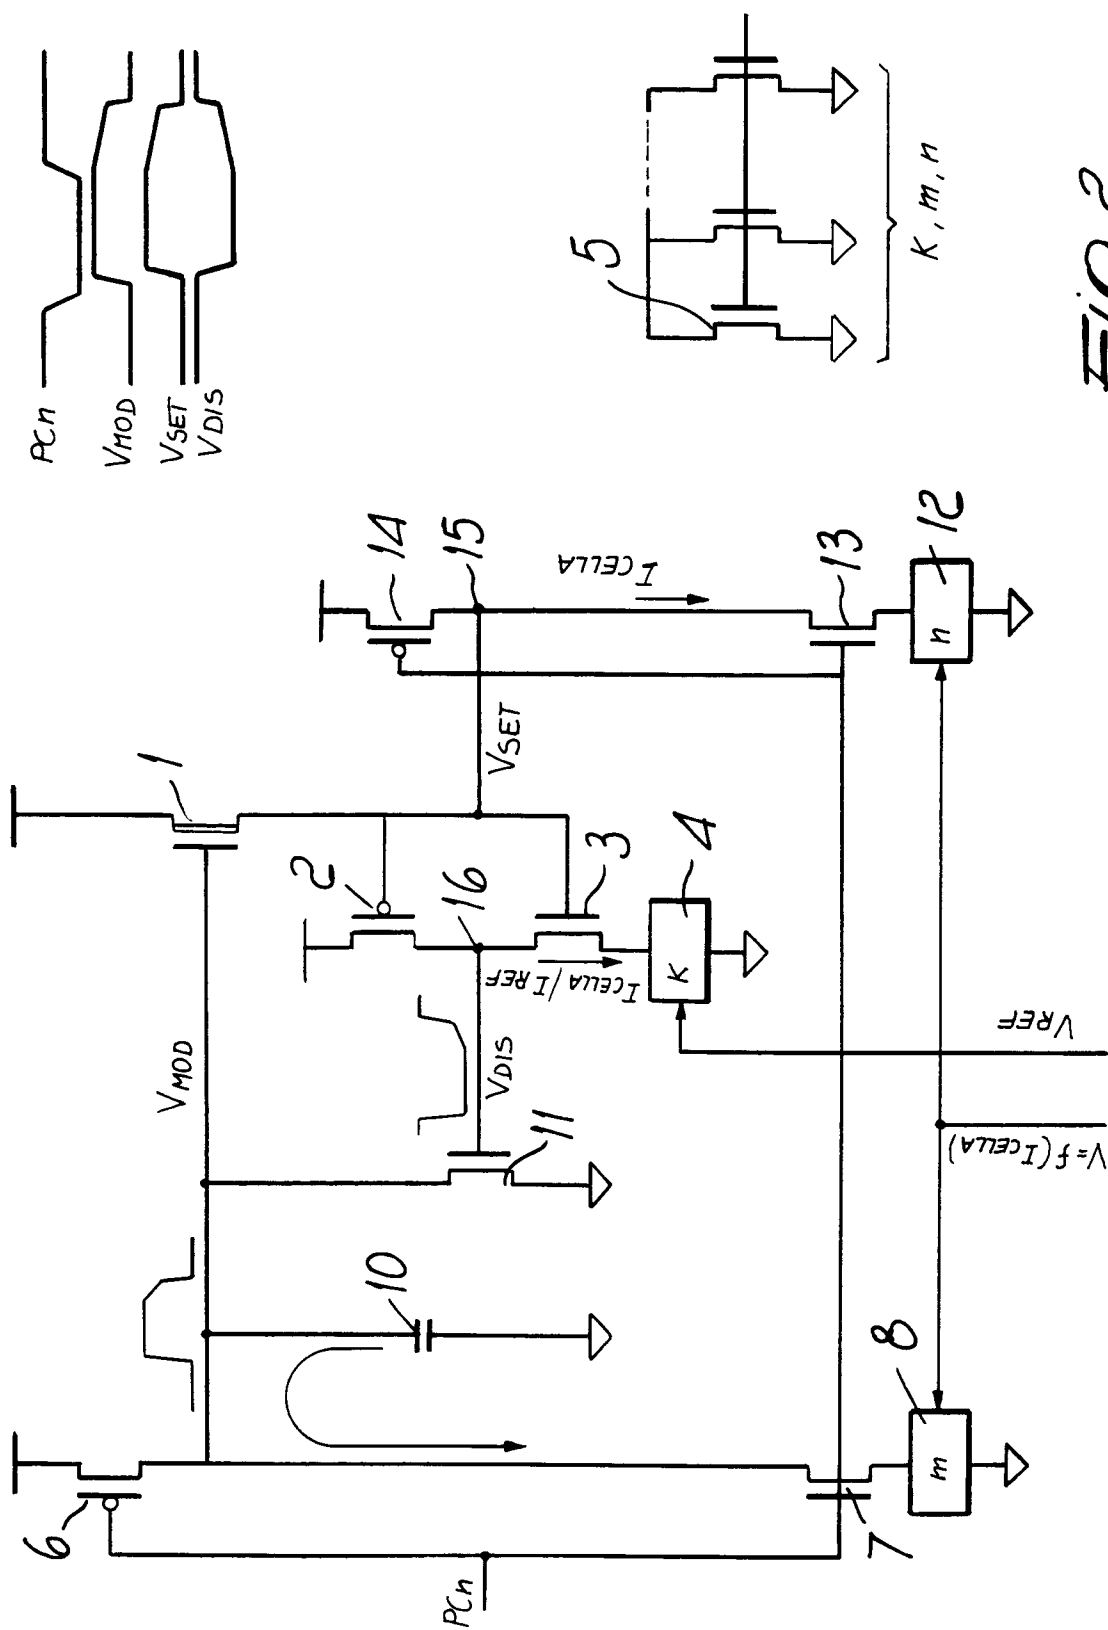 PCn
VMOD
VSET
VDIS
5
K, m, n
FIG. 2
1
2
3
4
K
VMOD
VSET
VDIS
16
ICELLA/IREF
14
15
ICELLA
13
12
n
11
10
6
PCn
7
8
m
VREF
V=f(ICELLA)